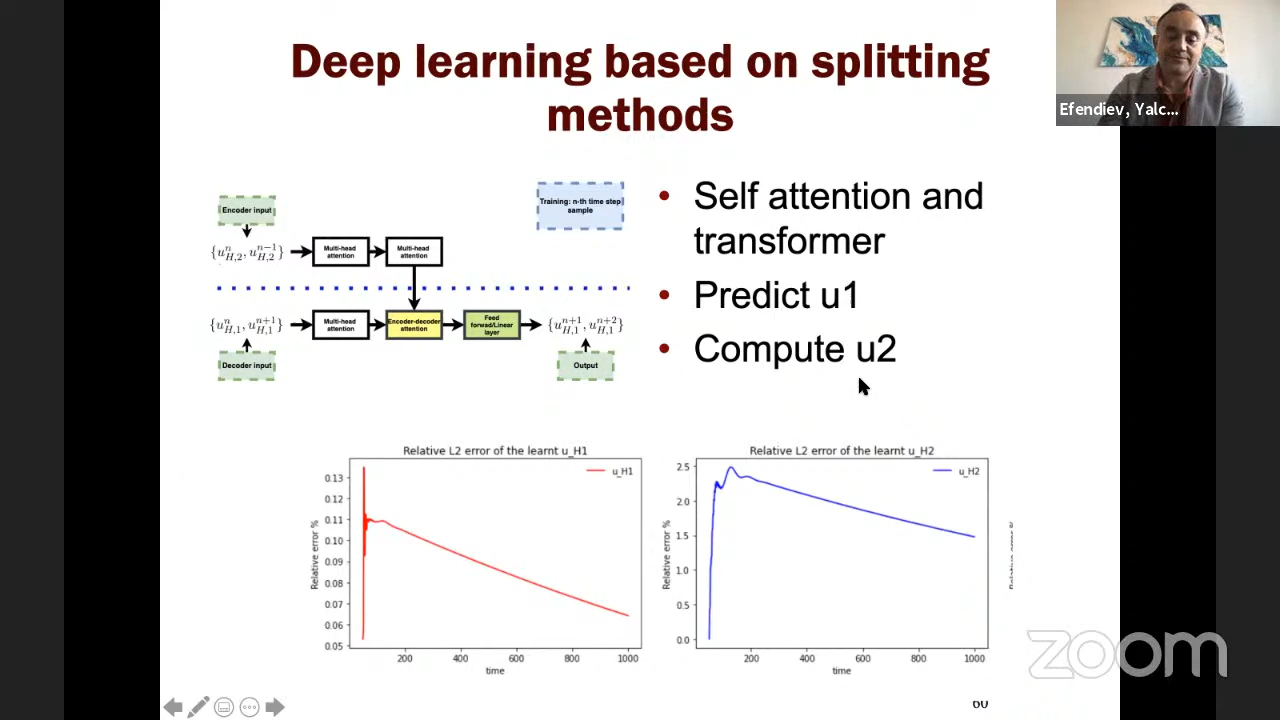 Deep learning based on splitting
methods
Efendiev, Yalc...
Encoder input
{u^n_{H,2}, u^{n-1}_{H,2}}
Multi-head
attention
Multi-head
attention
Training: n-th time step
sample
{u^n_{H,1}, u^{n+1}_{H,1}}
Multi-head
attention
Encoder-decoder
attention
Feed
forwad/Linear
layer
{u^{n+1}_{H,1}, u^{n+2}_{H,1}}
Decoder input
Output
• Self attention and
transformer
• Predict u1
• Compute u2
Relative L2 error of the learnt u_H1
u_H1
Relative error %
0.13
0.12
0.11
0.10
0.09
0.08
0.07
0.06
0.05
200 400 600 800 1000
time
Relative L2 error of the learnt u_H2
u_H2
Relative error %
2.5
2.0
1.5
1.0
0.5
0.0
200 400 600 800 1000
time
zoom
60